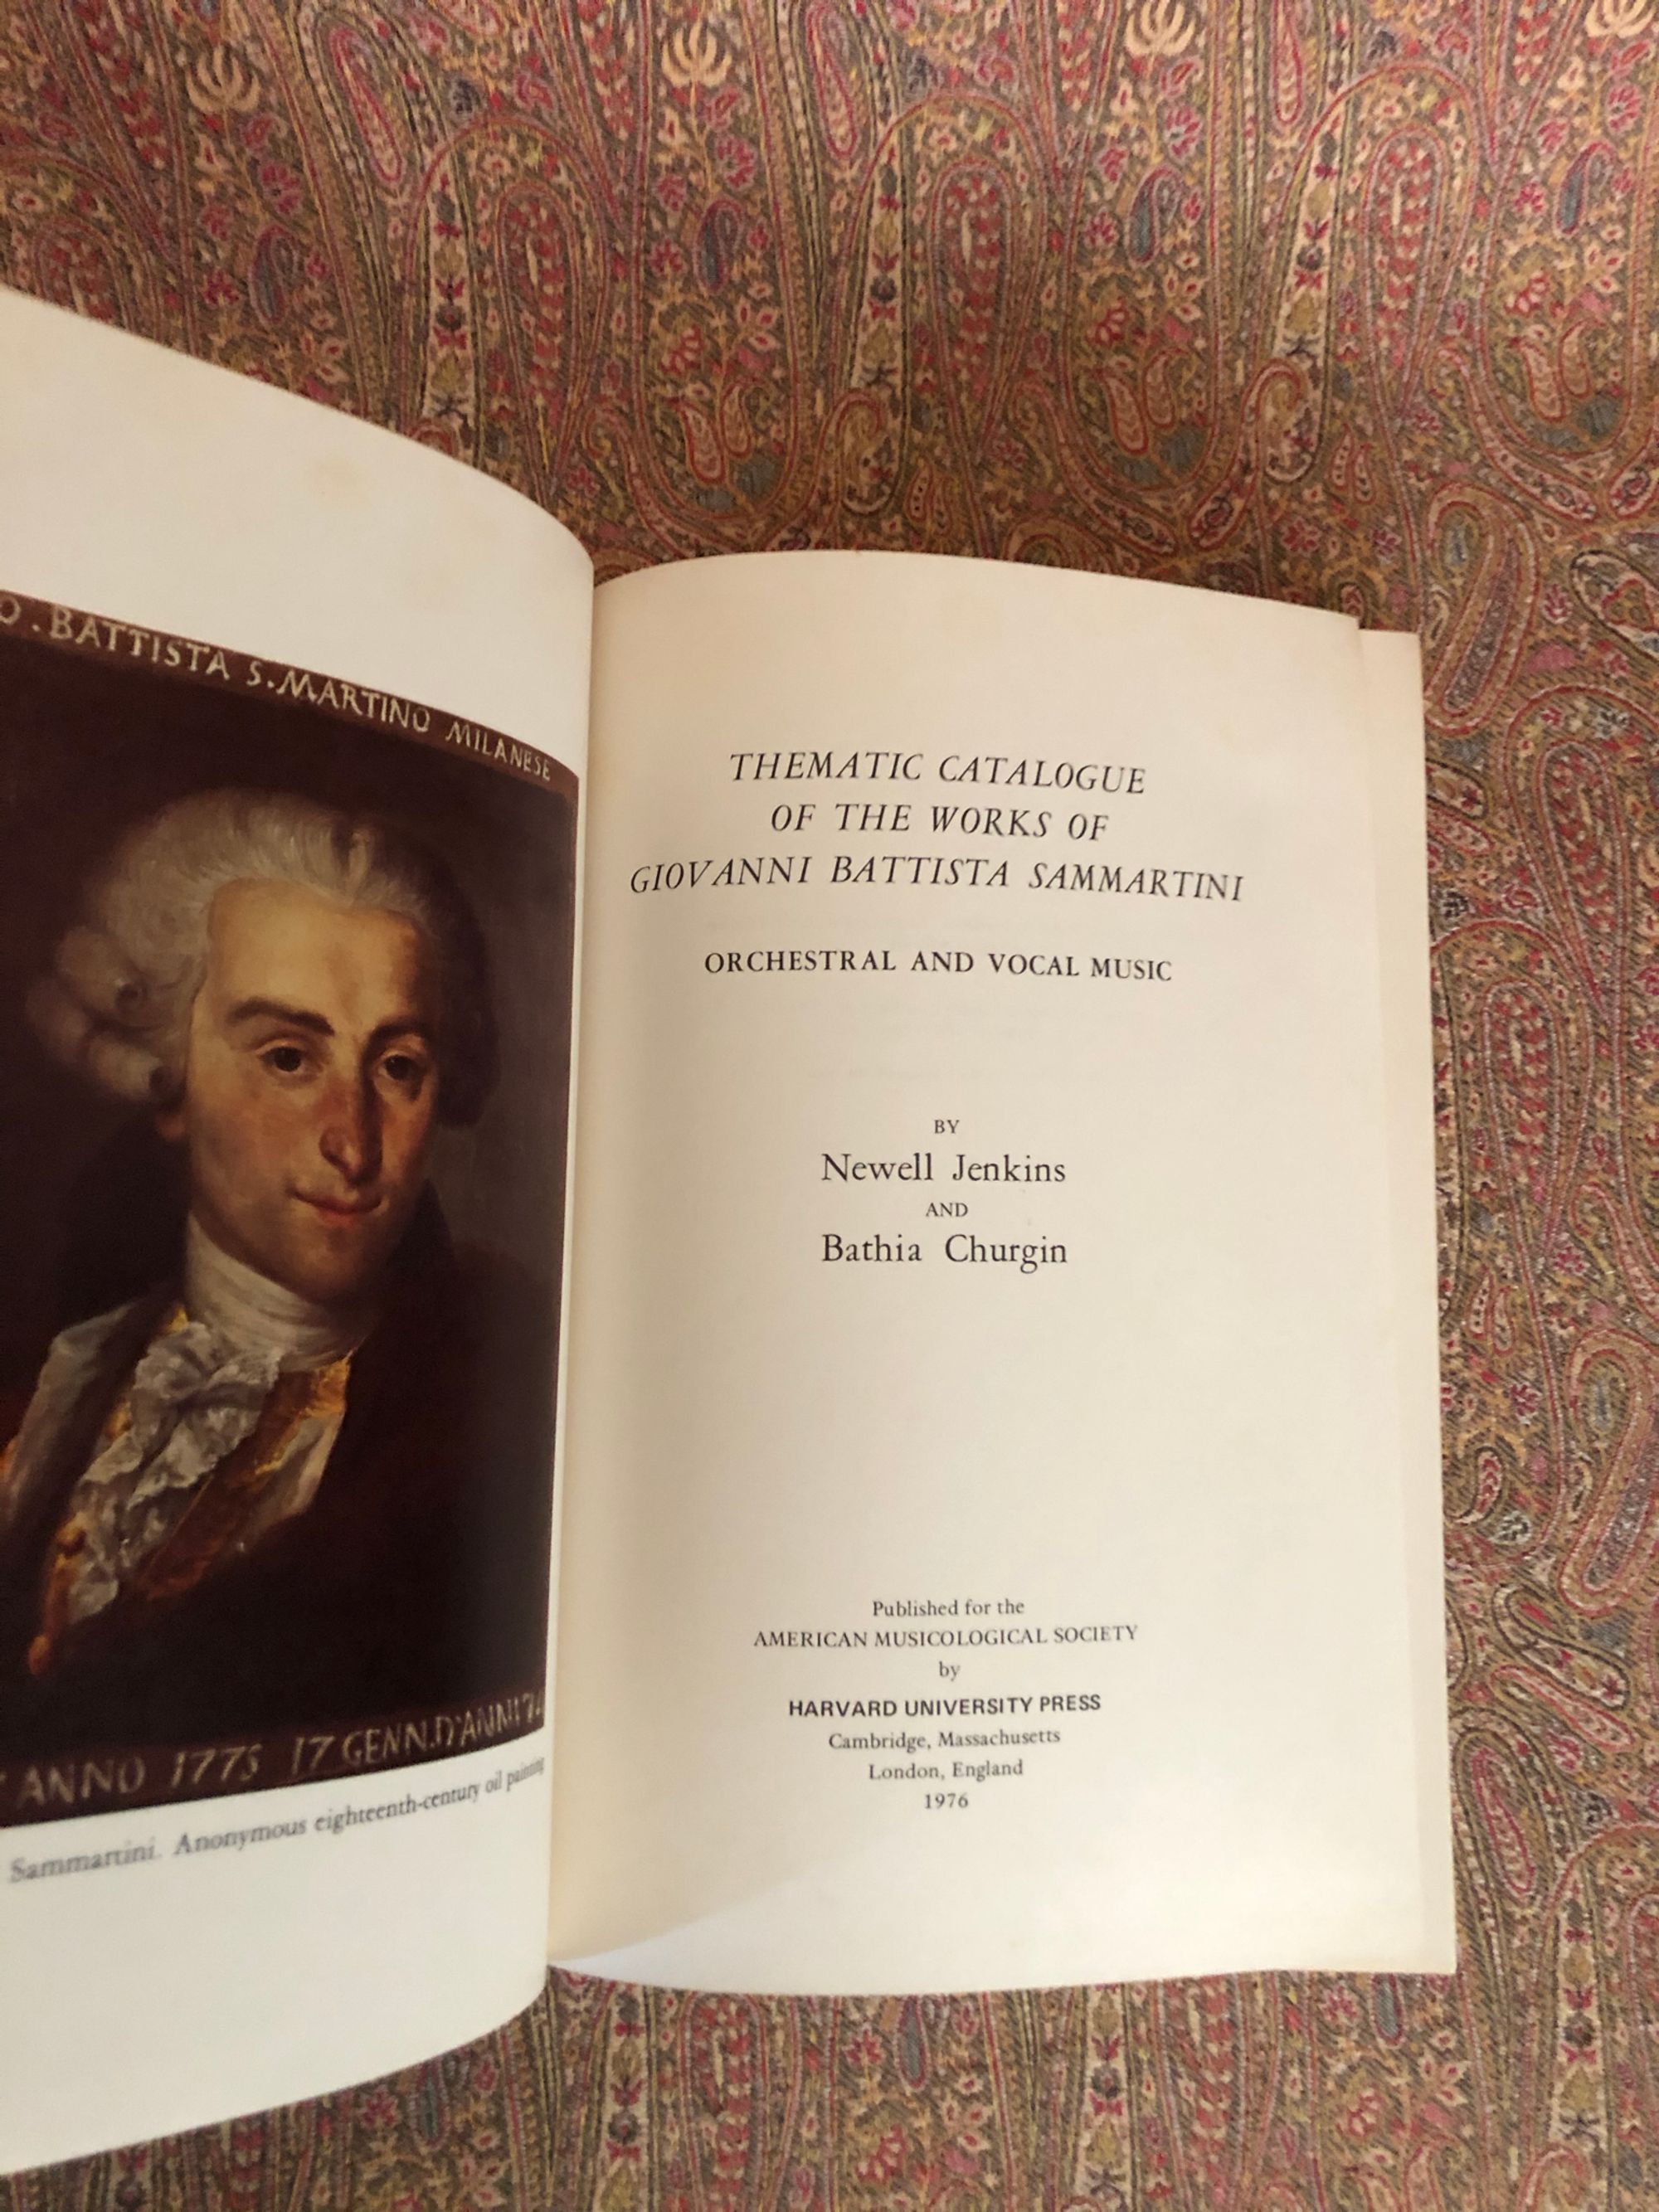 O. BATTISTA S. MARTINO MILANESE
ANNO 1775 17 GENN. D'ANNI
Sammartini. Anonymous eighteenth-century oil painting
THEMATIC CATALOGUE
OF THE WORKS OF
GIOVANNI BATTISTA SAMMARTINI
ORCHESTRAL AND VOCAL MUSIC
BY
Newell Jenkins
AND
Bathia Churgin
Published for the
AMERICAN MUSICOLOGICAL SOCIETY
by
HARVARD UNIVERSITY PRESS
Cambridge, Massachusetts
London, England
1976